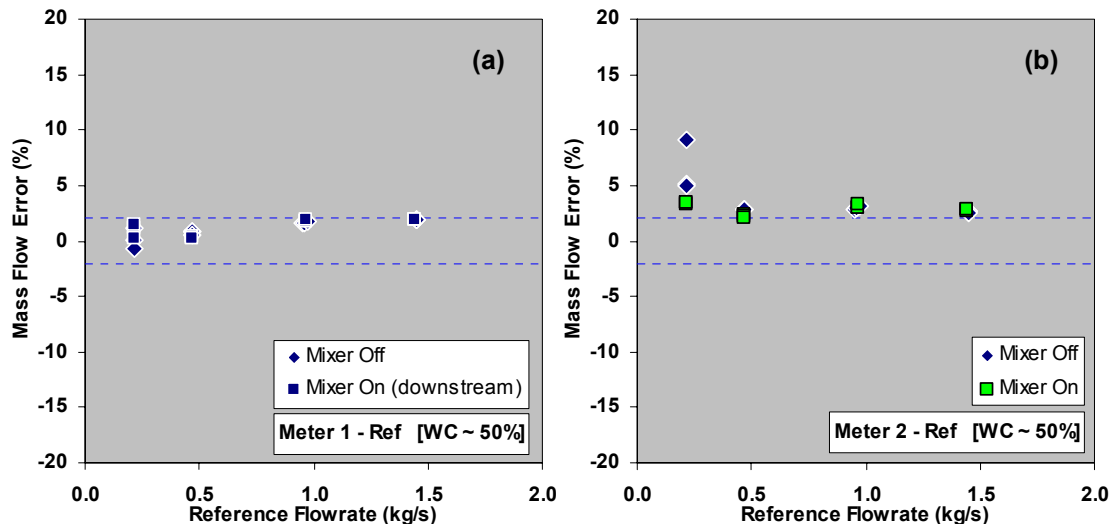 20
15
10
5
0
-5
-10
-15
-20
Mass Flow Error (%)
(a)
Mixer Off
Mixer On (downstream)
Meter 1 - Ref [WC ~ 50%]
0.0 0.5 1.0 1.5 2.0
Reference Flowrate (kg/s)
20
15
10
5
0
-5
-10
-15
-20
Mass Flow Error (%)
(b)
Mixer Off
Mixer On
Meter 2 - Ref [WC ~ 50%]
0.0 0.5 1.0 1.5 2.0
Reference Flowrate (kg/s)